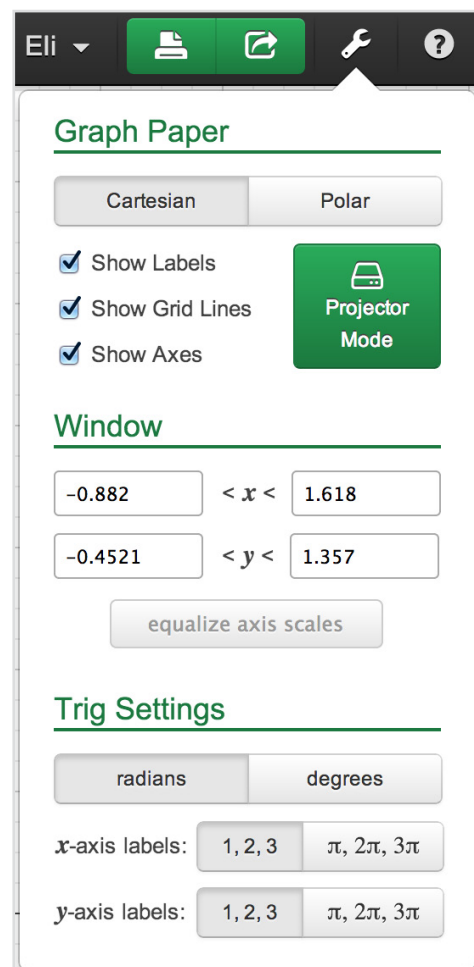 Eli
?
Graph Paper
Cartesian Polar
Show Labels
Show Grid Lines
Show Axes
Projector
Mode
Window
−0.882 < x < 1.618
−0.4521 < y < 1.357
equalize axis scales
Trig Settings
radians degrees
x-axis labels: 1, 2, 3 π, 2π, 3π
y-axis labels: 1, 2, 3 π, 2π, 3π